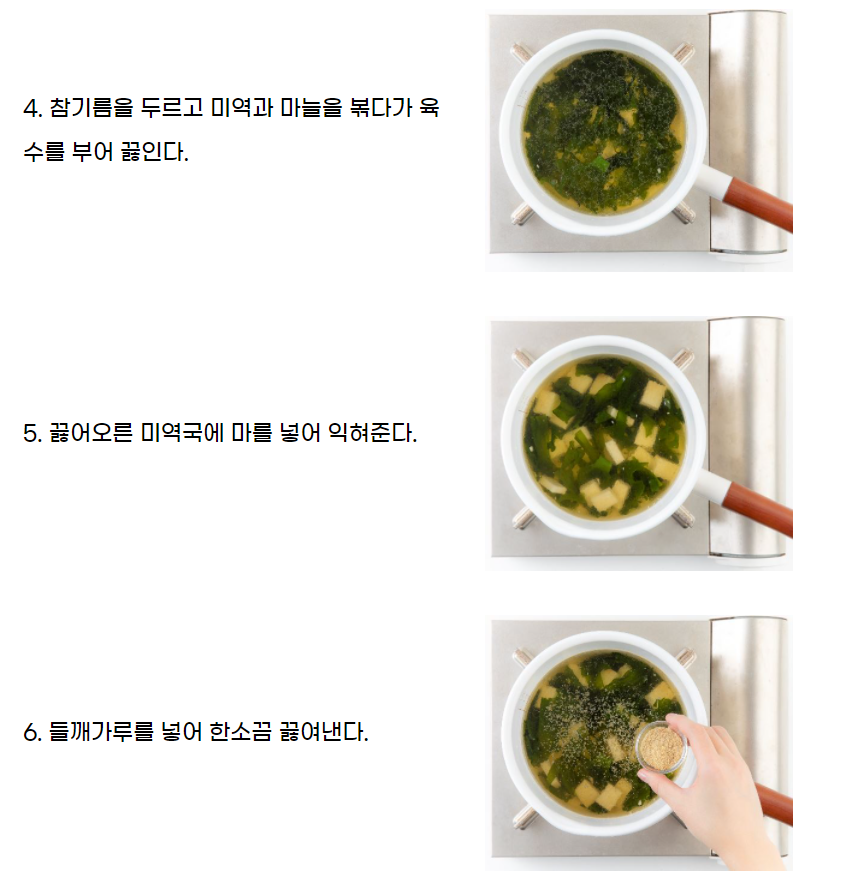 4. 참기름을 두르고 미역과 마늘을 볶다가 육
수를 부어 끓인다.
5. 끓어오른 미역국에 마를 넣어 익혀준다.
6. 들깨가루를 넣어 한소끔 끓여낸다.